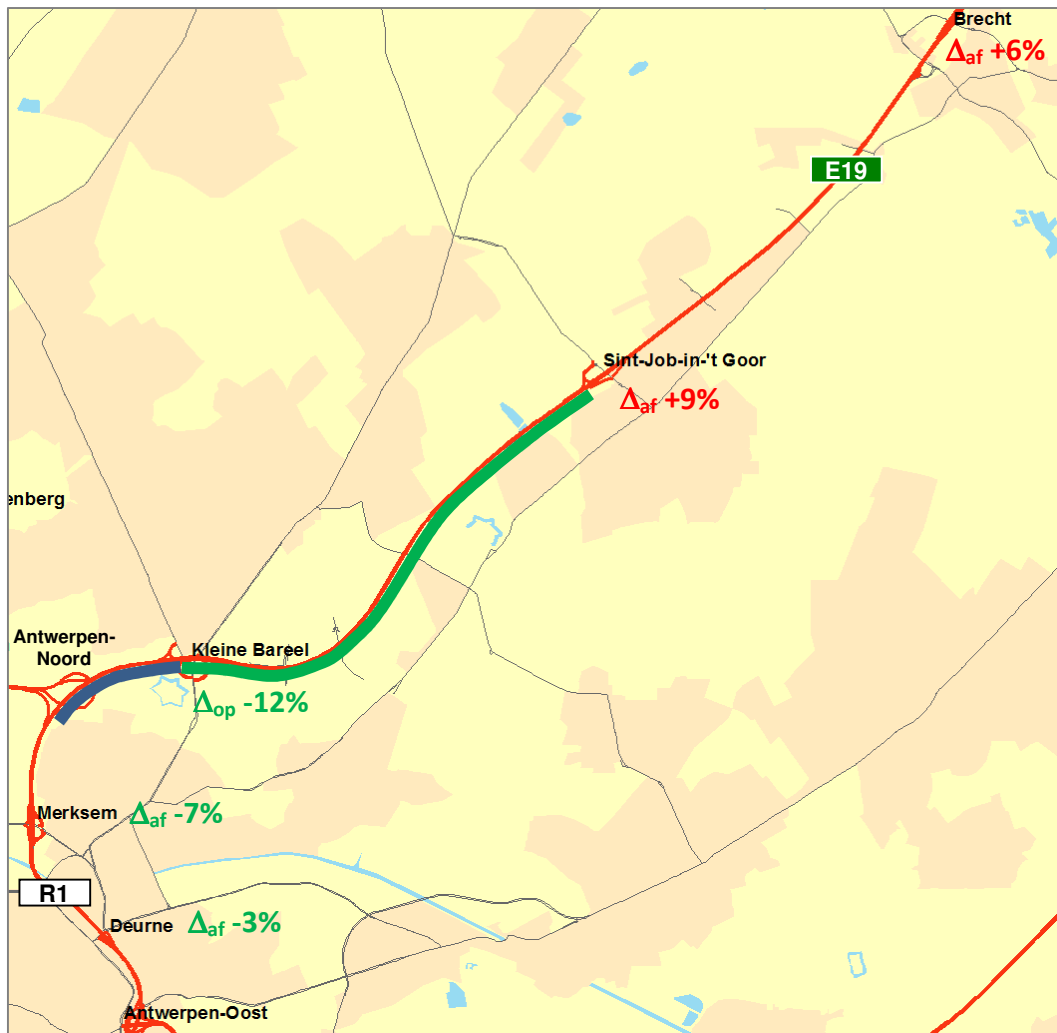 Brecht
Δaf +6%
E19
Sint-Job-in-'t Goor
Δaf +9%
enberg
Antwerpen-
Noord
Kleine Bareel
Δop -12%
Merksem Δaf -7%
R1
Deurne Δaf -3%
Antwerpen-Oost